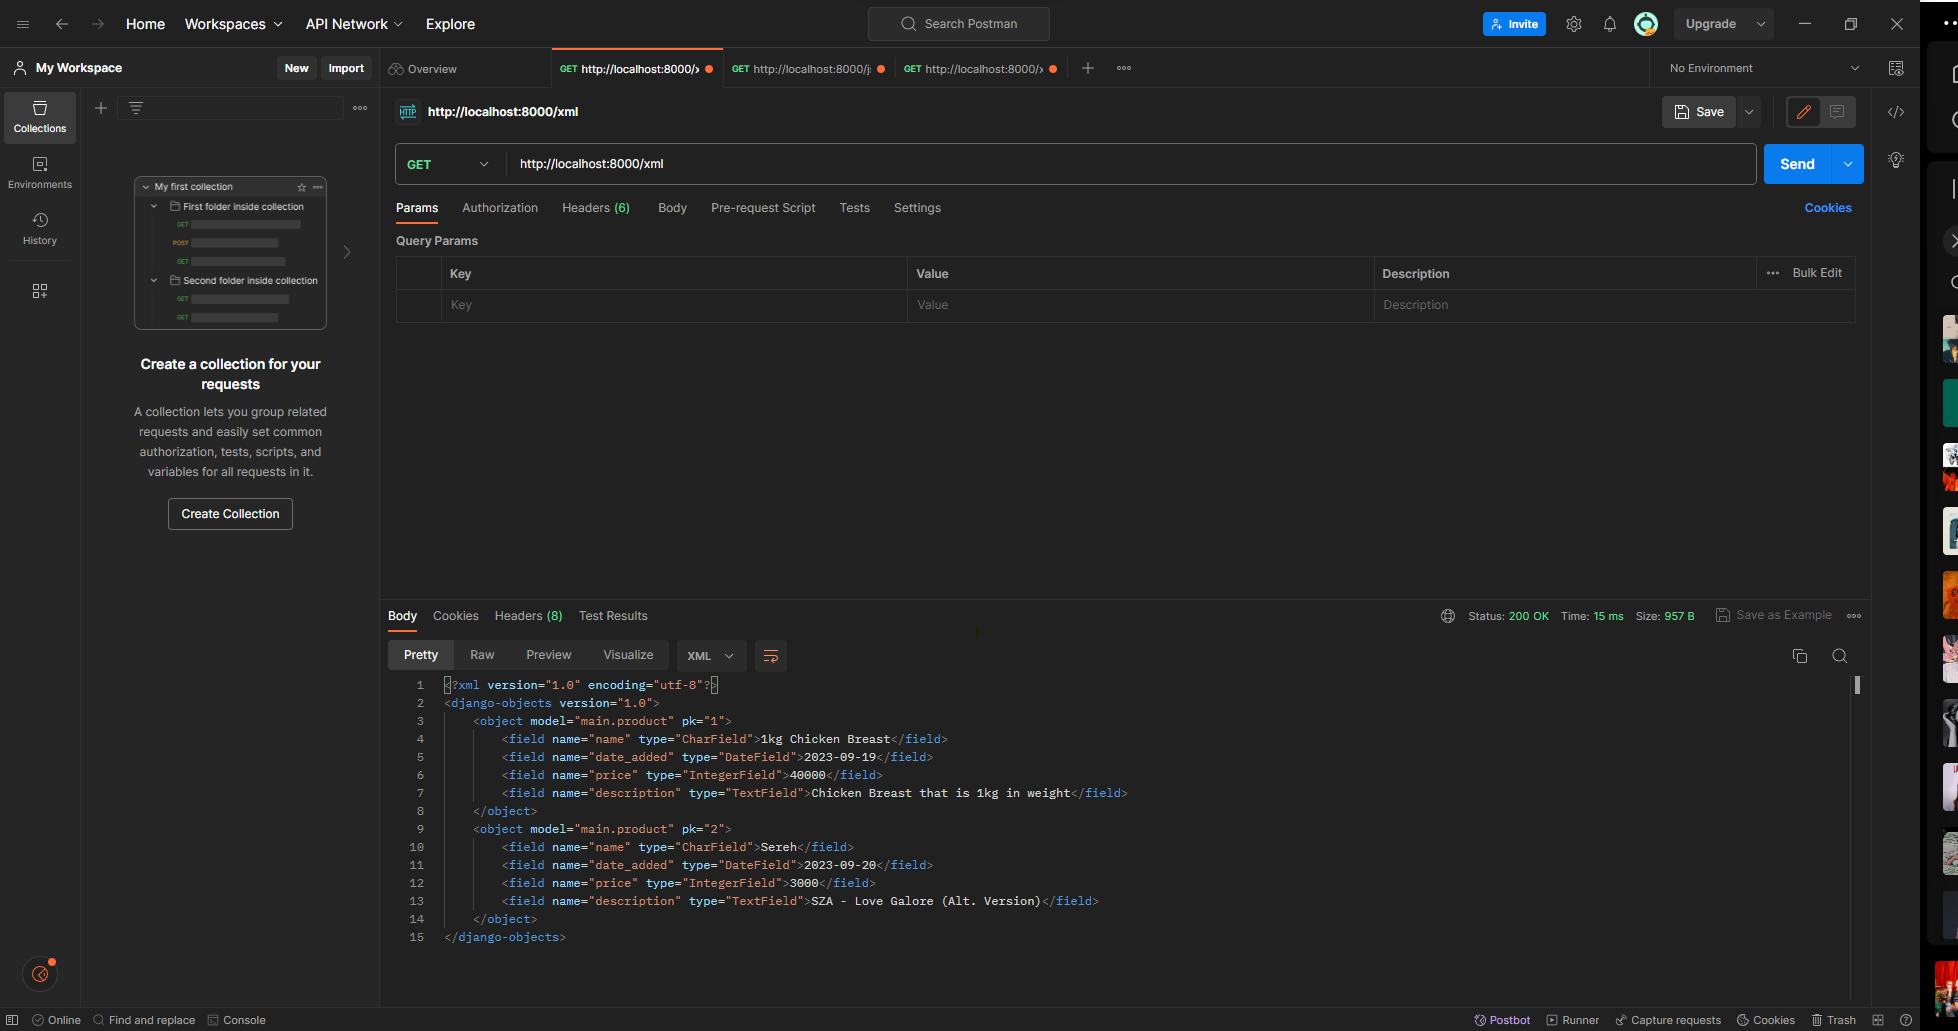 Home Workspaces API Network Explore Search Postman Invite Upgrade
My Workspace New Import Overview GET http://localhost:8000/x GET http://localhost:8000/j GET http://localhost:8000/x No Environment
Collections
Environments
History
My first collection
First folder inside collection
GET
POST
GET
Second folder inside collection
GET
GET
Create a collection for your
requests
A collection lets you group related
requests and easily set common
authorization, tests, scripts, and
variables for all requests in it.
Create Collection
HTTP http://localhost:8000/xml Save
GET http://localhost:8000/xml Send
Params Authorization Headers (6) Body Pre-request Script Tests Settings Cookies
Query Params
Key Value Description Bulk Edit
Key Value Description
Body Cookies Headers (8) Test Results Status: 200 OK Time: 15 ms Size: 957 B Save as Example
Pretty Raw Preview Visualize XML
1 <?xml version="1.0" encoding="utf-8"?>
2 <django-objects version="1.0">
3 <object model="main.product" pk="1">
4 <field name="name" type="CharField">1kg Chicken Breast</field>
5 <field name="date_added" type="DateField">2023-09-19</field>
6 <field name="price" type="IntegerField">40000</field>
7 <field name="description" type="TextField">Chicken Breast that is 1kg in weight</field>
8 </object>
9 <object model="main.product" pk="2">
10 <field name="name" type="CharField">Sereh</field>
11 <field name="date_added" type="DateField">2023-09-20</field>
12 <field name="price" type="IntegerField">3000</field>
13 <field name="description" type="TextField">SZA - Love Galore (Alt. Version)</field>
14 </object>
15 </django-objects>
Online Find and replace Console Postbot Runner Capture requests Cookies Trash